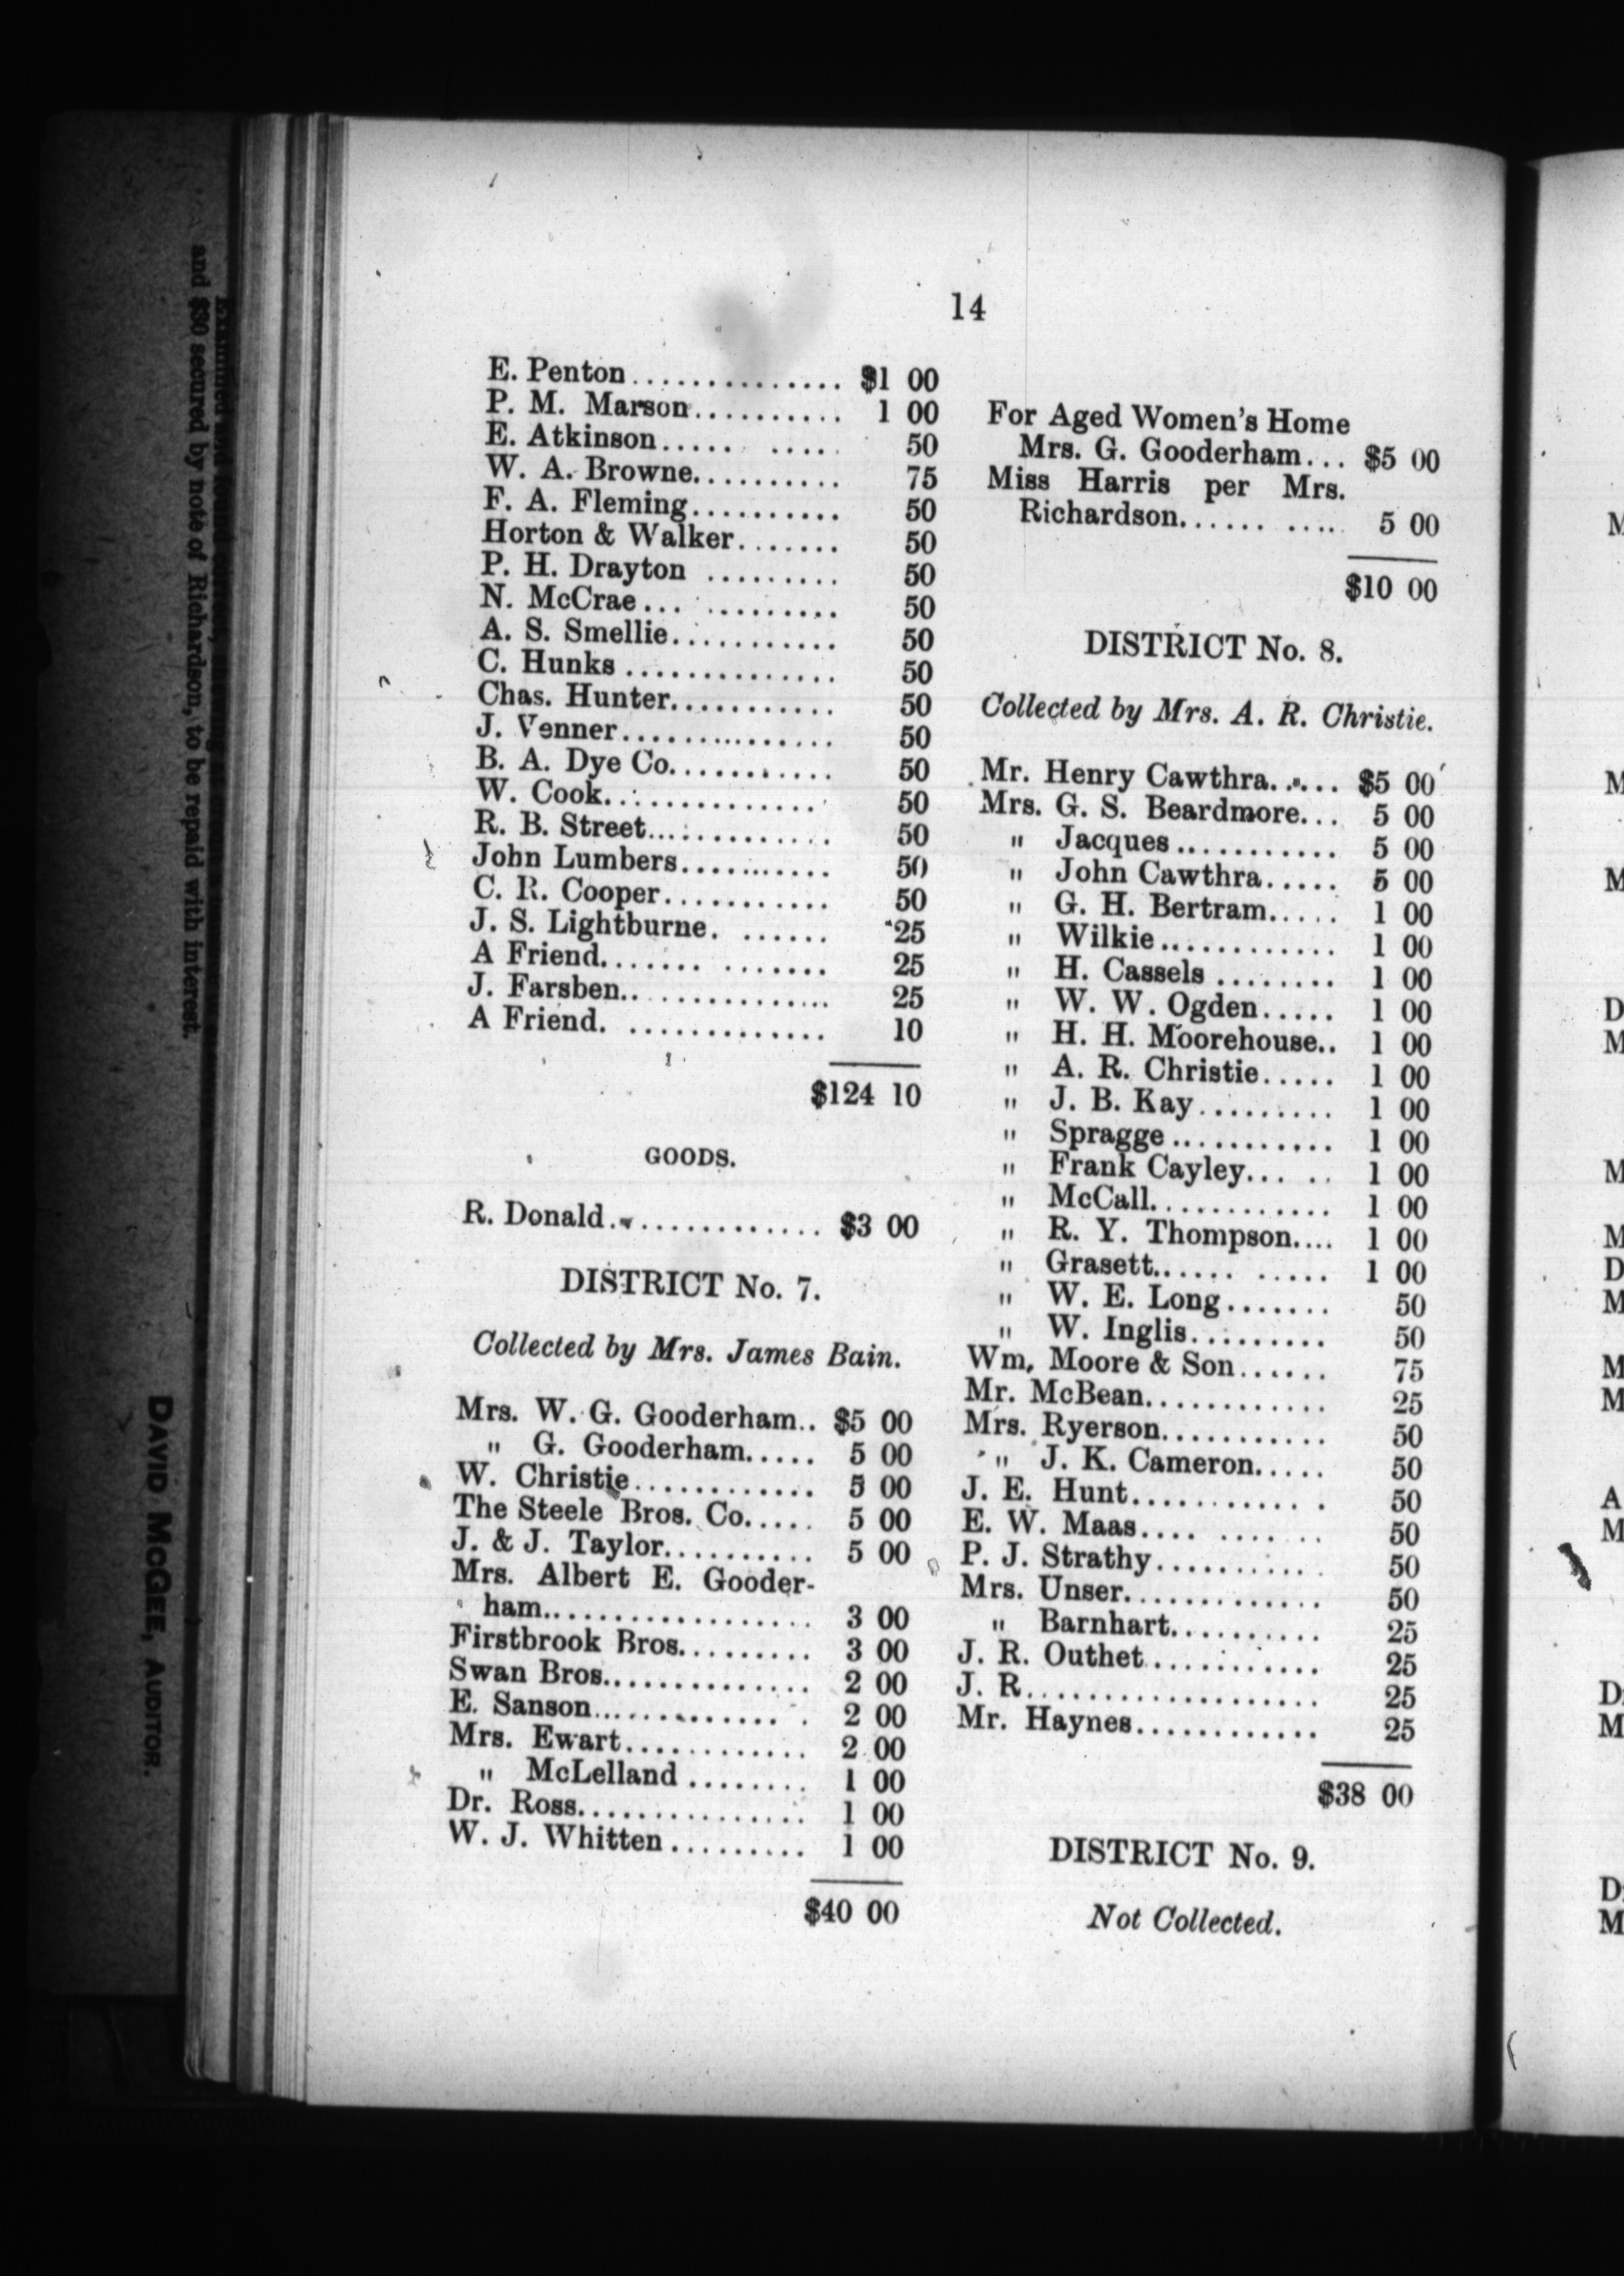 14
E. Penton.............. $1 00
P. M. Marson.......... 1 00
E. Atkinson..... ..... 50
W. A. Browne.......... 75
F. A. Fleming.......... 50
Horton & Walker....... 50
P. H. Drayton ......... 50
N. McCrae... ......... 50
A. S. Smellie........... 50
C. Hunks .............. 50
Chas. Hunter........... 50
J. Venner.............. 50
B. A. Dye Co........... 50
W. Cook............... 50
R. B. Street............. 50
John Lumbers........... 50
C. R. Cooper........... 50
J. S. Lightburne. ...... 25
A Friend....... ....... 25
J. Farsben............... 25
A Friend. ............. 10
$124 10
GOODS.
R. Donald.............. $3 00
DISTRICT No. 7.
Collected by Mrs. James Bain.
Mrs. W. G. Gooderham.. $5 00
" G. Gooderham..... 5 00
W. Christie............ 5 00
The Steele Bros. Co..... 5 00
J. & J. Taylor.......... 5 00
Mrs. Albert E. Gooder-
ham................... 3 00
Firstbrook Bros......... 3 00
Swan Bros.............. 2 00
E. Sanson............. . 2 00
Mrs. Ewart............ 2 00
" McLelland ........ 1 00
Dr. Ross............... 1 00
W. J. Whitten......... 1 00
$40 00
For Aged Women's Home
Mrs. G. Gooderham... $5 00
Miss Harris per Mrs.
Richardson...... .... 5 00
$10 00
DISTRICT No. 8.
Collected by Mrs. A. R. Christie.
Mr. Henry Cawthra...... $5 00
Mrs. G. S. Beardmore... 5 00
" Jacques........... 5 00
" John Cawthra..... 5 00
" G. H. Bertram..... 1 00
" Wilkie............ 1 00
" H. Cassels ........ 1 00
" W. W. Ogden..... 1 00
" H. H. Moorehouse.. 1 00
" A. R. Christie..... 1 00
" J. B. Kay......... 1 00
" Spragge........... 1 00
" Frank Cayley... .. 1 00
" McCall............ 1 00
" R. Y. Thompson.... 1 00
" Grasett...... ..... 1 00
" W. E. Long....... 50
" W. Inglis......... 50
Wm, Moore & Son...... 75
Mr. McBean............ 25
Mrs. Ryerson........... 50
" J. K. Cameron..... 50
J. E. Hunt............ 50
E. W. Maas.... ....... 50
P. J. Strathy........... 50
Mrs. Unser............. 50
" Barnhart.......... 25
J. R. Outhet............ 25
J. R................... 25
Mr. Haynes............ 25
$38 00
DISTRICT No. 9.
Not Collected.
and $30 secured by note of Richardson, to be repaid with interest.
DAVID MCGEE, AUDITOR.